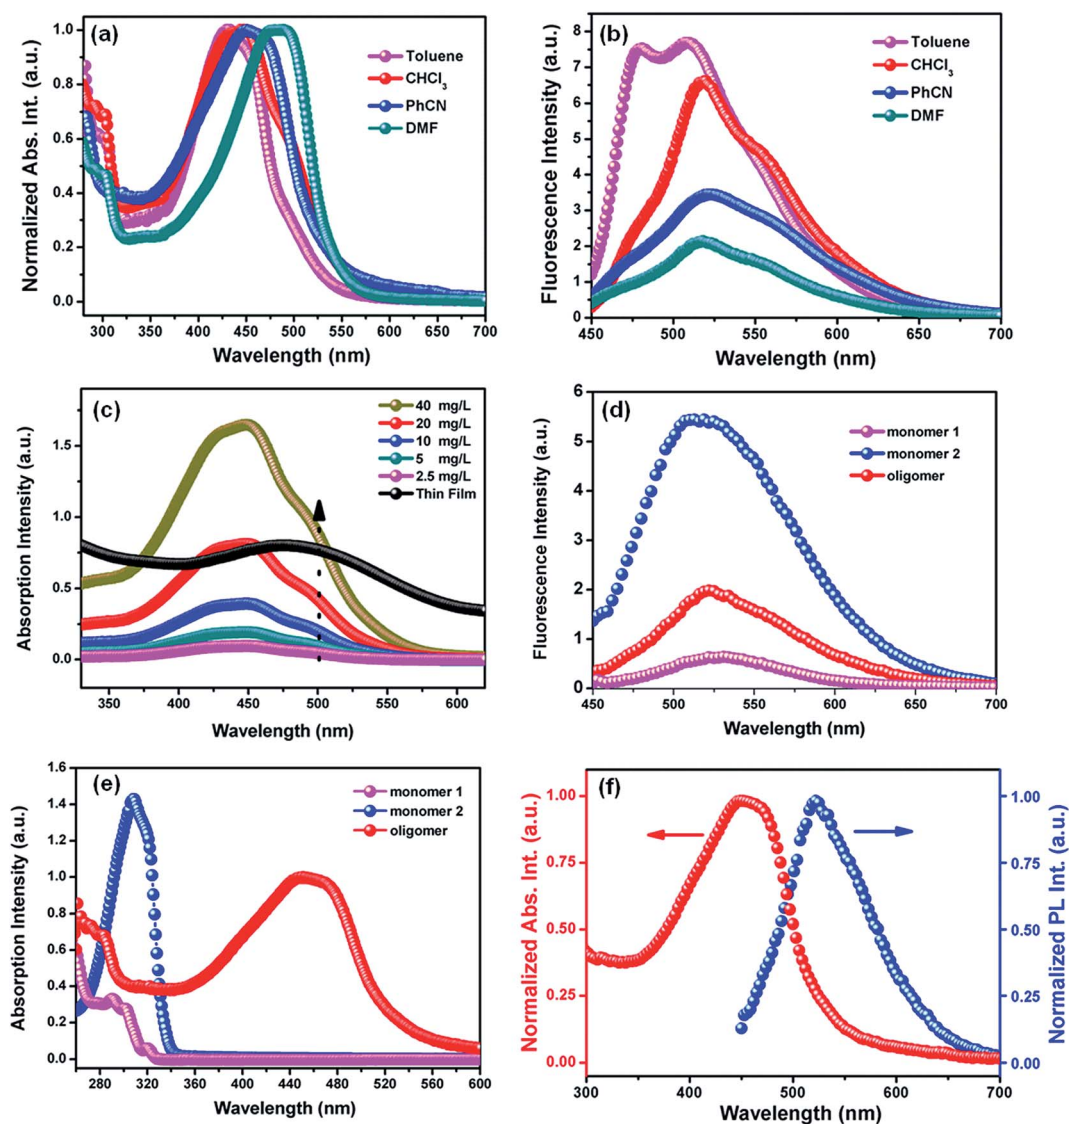 (a)
Toluene
CHCl3
PhCN
DMF
Normalized Abs. Int. (a.u.)
1.0
0.8
0.6
0.4
0.2
0.0
300 350 400 450 500 550 600 650 700
Wavelength (nm)
(b)
Toluene
CHCl3
PhCN
DMF
Fluorescence Intensity (a.u.)
8
7
6
5
4
3
2
1
0
450 500 550 600 650 700
Wavelength (nm)
(c)
40 mg/L
20 mg/L
10 mg/L
5 mg/L
2.5 mg/L
Thin Film
Absorption Intensity (a.u.)
1.5
1.0
0.5
0.0
350 400 450 500 550 600
Wavelength (nm)
(d)
monomer 1
monomer 2
oligomer
Fluorescence Intensity (a.u.)
6
5
4
3
2
1
0
450 500 550 600 650 700
Wavelength (nm)
(e)
monomer 1
monomer 2
oligomer
Absorption Intensity (a.u.)
1.6
1.4
1.2
1.0
0.8
0.6
0.4
0.2
0.0
280 320 360 400 440 480 520 560 600
Wavelength (nm)
(f)
Normalized Abs. Int. (a.u.)
1.00
0.75
0.50
0.25
0.00
Normalized PL Int. (a.u.)
1.00
0.75
0.50
0.25
0.00
300 400 500 600 700
Wavelength (nm)